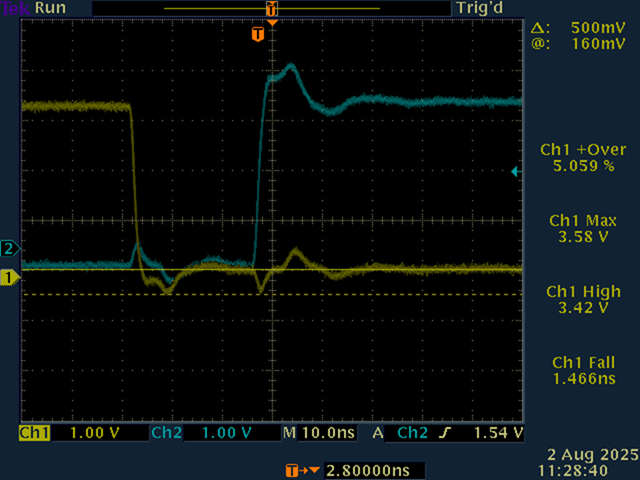 Tek Run Trig'd
T
T
Δ: 500mV
@: 160mV
Ch1 +Over
5.059 %
Ch1 Max
3.58 V
Ch1 High
3.42 V
Ch1 Fall
1.466ns
2
1
Ch1 1.00 V Ch2 1.00 V M 10.0ns A Ch2 1.54 V
T 2.80000ns
2 Aug 2025
11:28:40